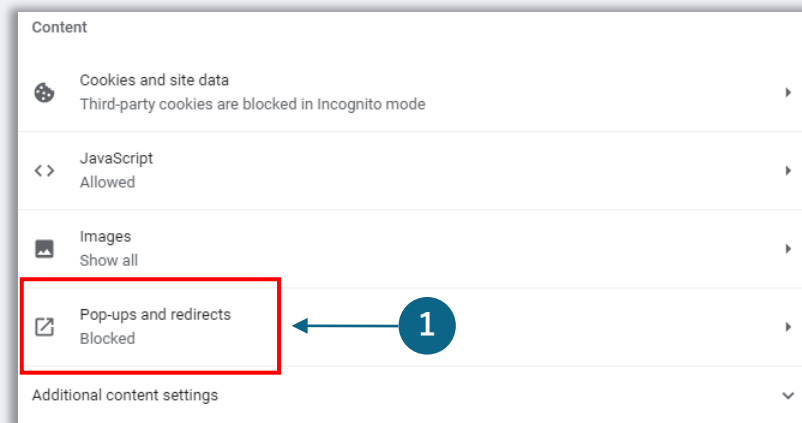 Content
Cookies and site data
Third-party cookies are blocked in Incognito mode
JavaScript
Allowed
Images
Show all
Pop-ups and redirects
Blocked
1
Additional content settings